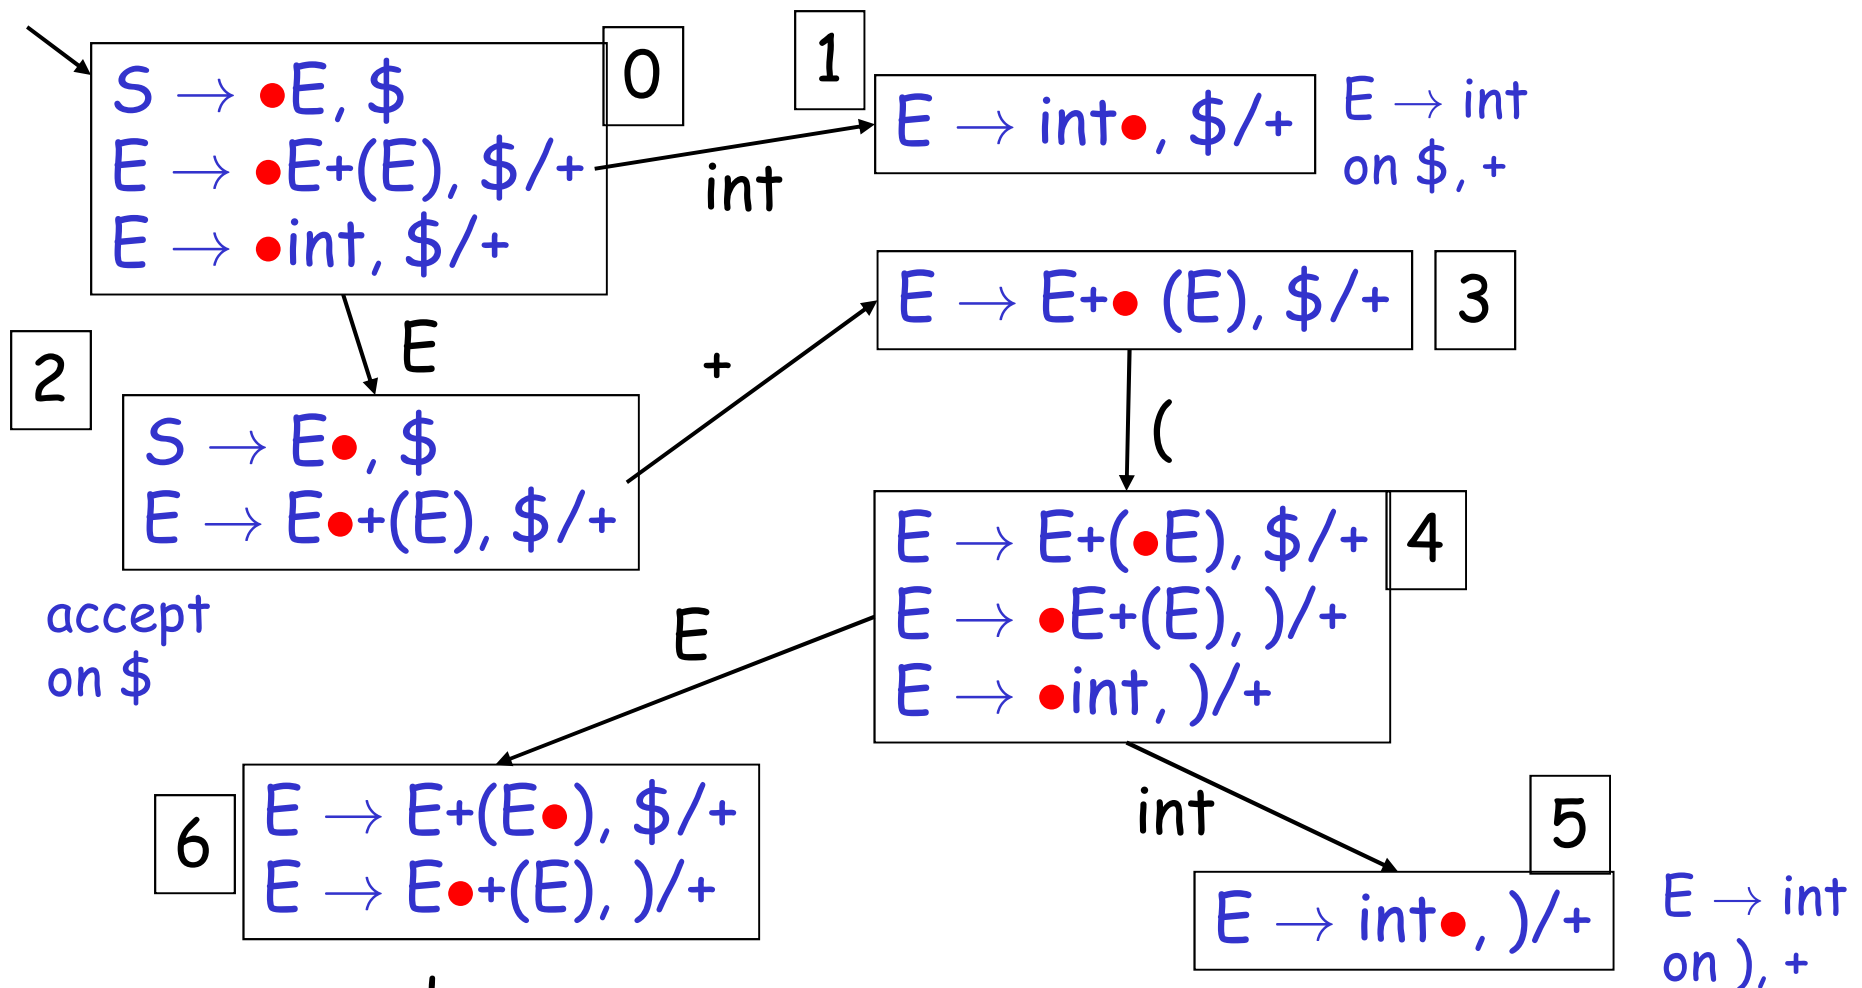 0
S → •E, $
E → •E+(E), $/+
E → •int, $/+
int
1
E → int•, $/+
E → int
on $, +
E
2
S → E•, $
E → E•+(E), $/+
accept
on $
+
E → E+• (E), $/+
3
(
4
E → E+(•E), $/+
E → •E+(E), )/+
E → •int, )/+
E
int
6
E → E+(E•), $/+
E → E•+(E), )/+
5
E → int•, )/+
E → int
on ), +